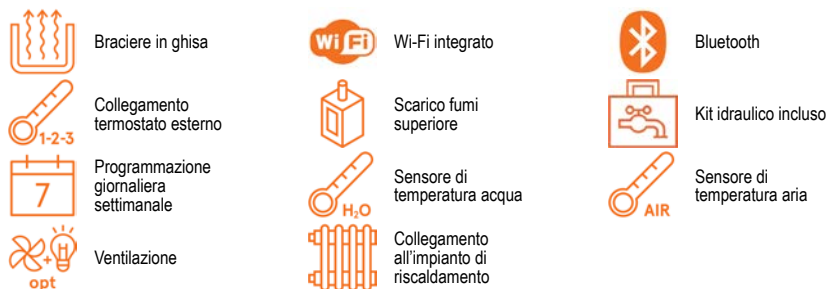 Braciere in ghisa
Wi Fi
Wi-Fi integrato
Bluetooth
1-2-3
Collegamento
termostato esterno
Scarico fumi
superiore
Kit idraulico incluso
7
Programmazione
giornaliera
settimanale
H₂O
Sensore di
temperatura acqua
AIR
Sensore di
temperatura aria
+
opt
Ventilazione
Collegamento
all'impianto di
riscaldamento